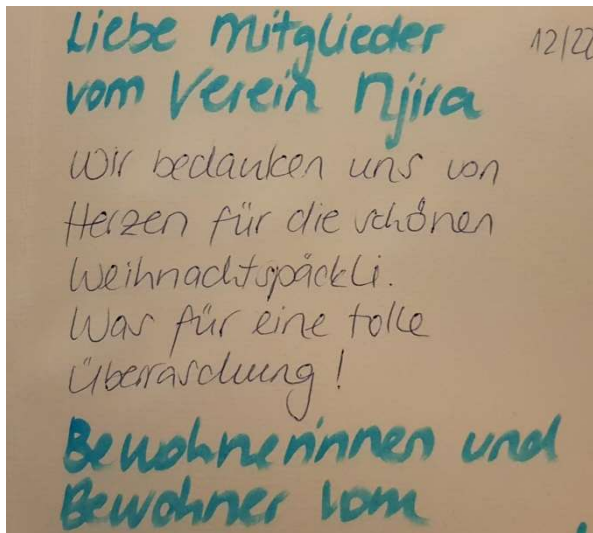 Liebe Mitglieder 12/22
vom Verein Njira
Wir bedanken uns von
Herzen für die schönen
Weihnachtspäckli.
Was für eine tolle
Überraschung!
Bewohnerinnen und
Bewohner vom